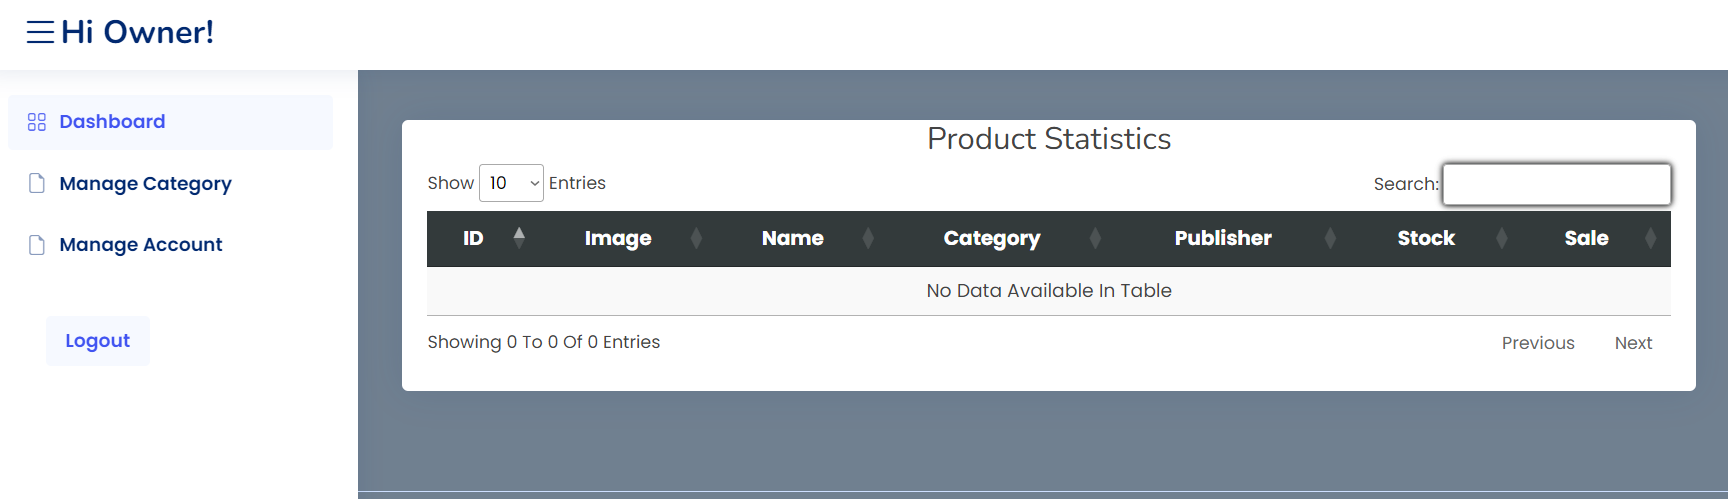 Hi Owner!
Dashboard
Manage Category
Manage Account
Logout
Product Statistics
Show 10 Entries
Search:
ID Image Name Category Publisher Stock Sale
No Data Available In Table
Showing 0 To 0 Of 0 Entries
Previous Next